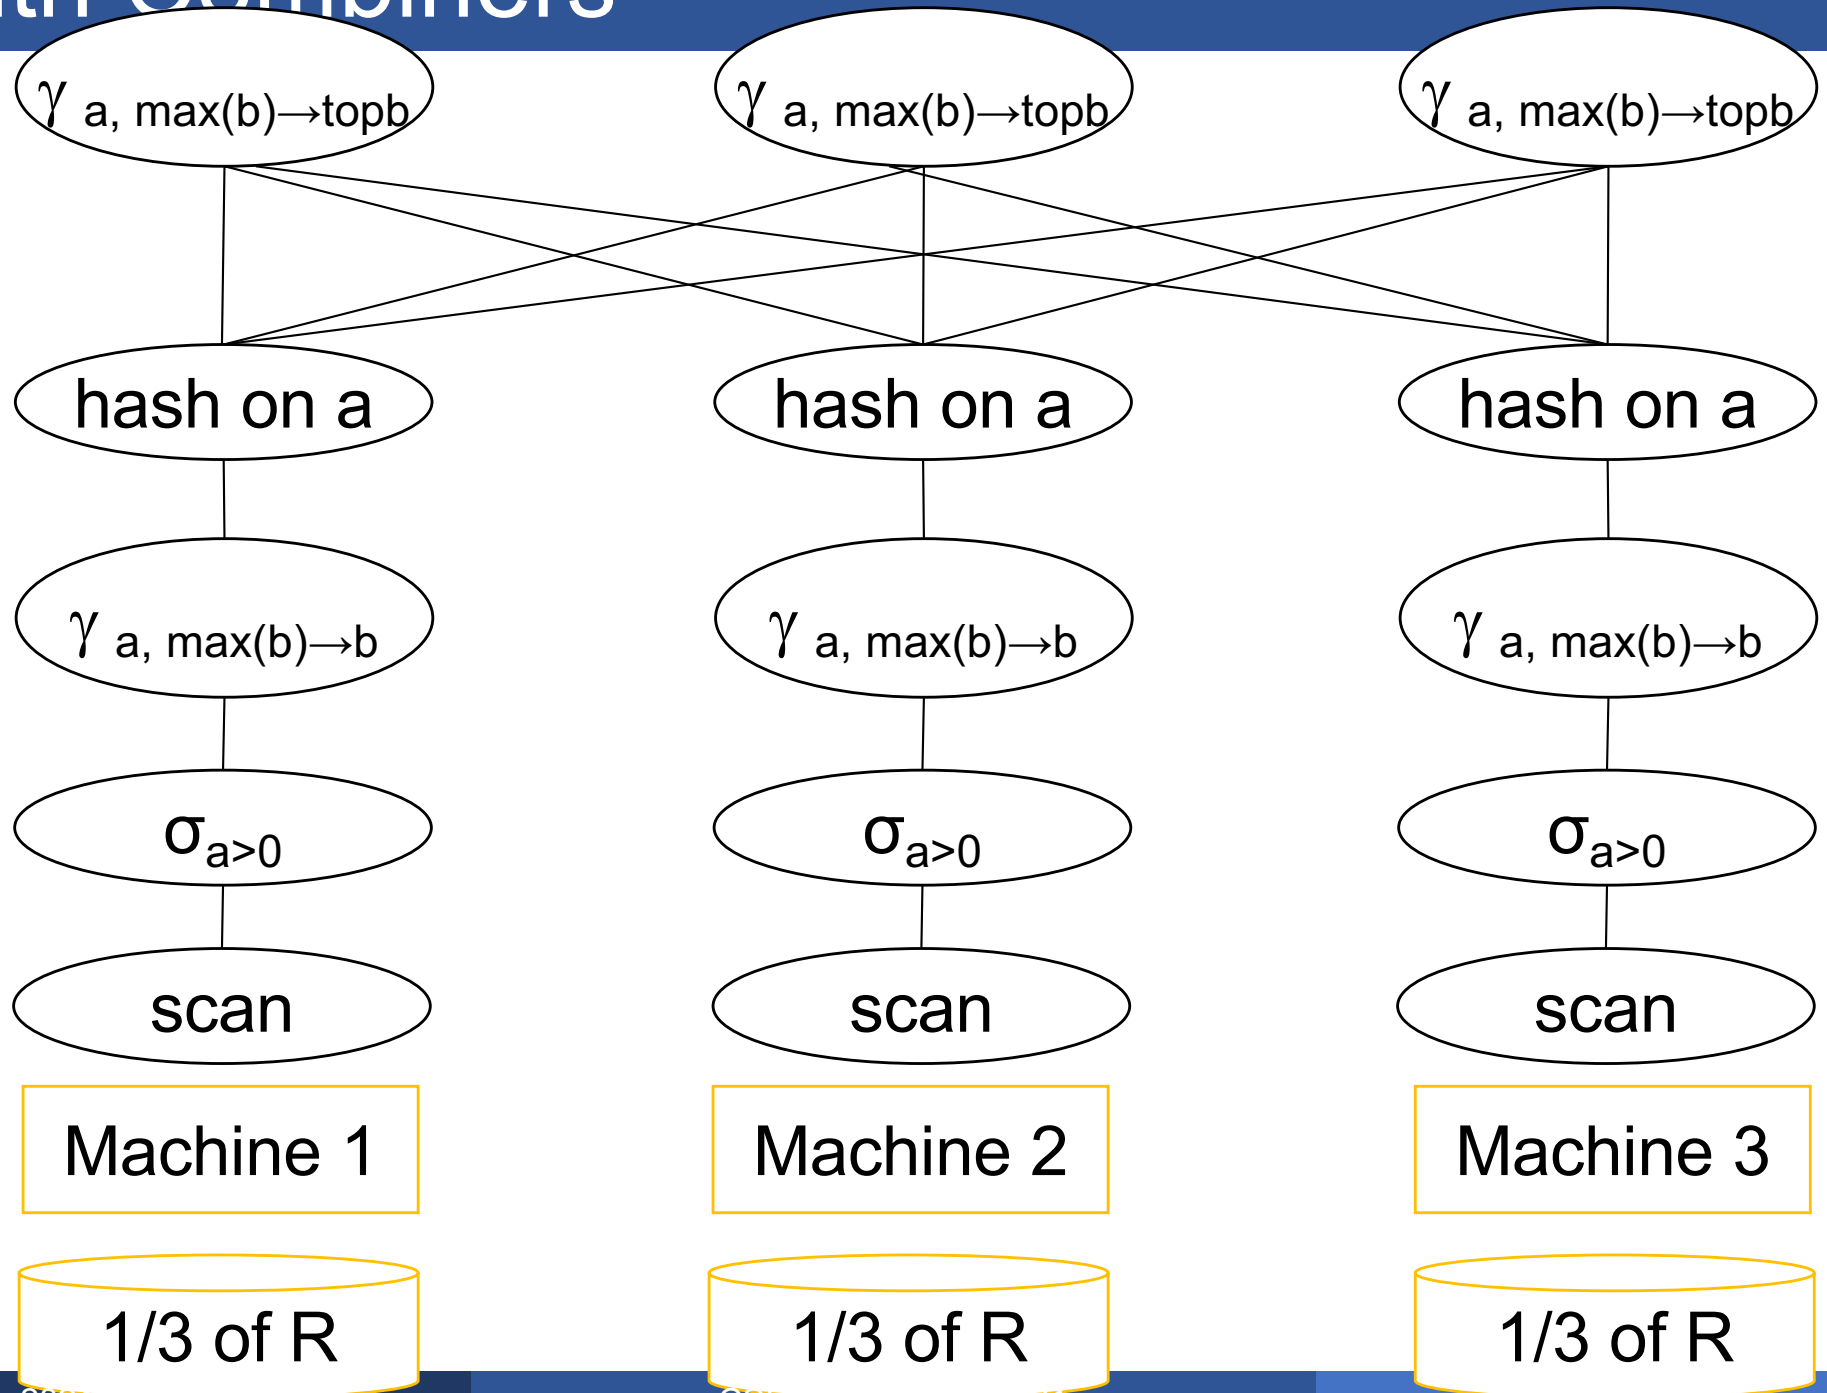 Combiners
γ a, max(b)→topb γ a, max(b)→topb γ a, max(b)→topb
hash on a hash on a hash on a
γ a, max(b)→b γ a, max(b)→b γ a, max(b)→b
σa>0 σa>0 σa>0
scan scan scan
Machine 1 Machine 2 Machine 3
1/3 of R 1/3 of R 1/3 of R